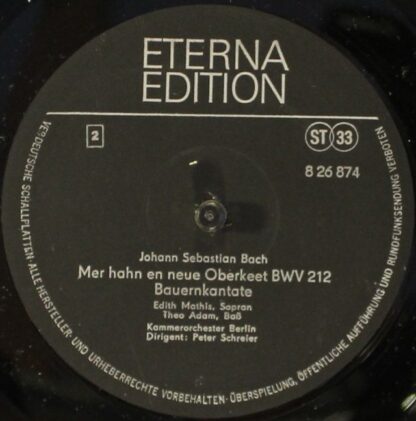 ETERNA
EDITION
2
ST 33
8 26 874
Johann Sebastian Bach
Mer hahn en neue Oberkeet BWV 212
Bauernkantate
Edith Mathis, Sopran
Theo Adam, Baß
Kammerorchester Berlin
Dirigent: Peter Schreier
VEB DEUTSCHE SCHALLPLATTEN · ALLE HERSTELLER- UND URHEBERRECHTE VORBEHALTEN · ÜBERSPIELUNG, ÖFFENTLICHE AUFFÜHRUNG UND RUNDFUNKSENDUNG VERBOTEN